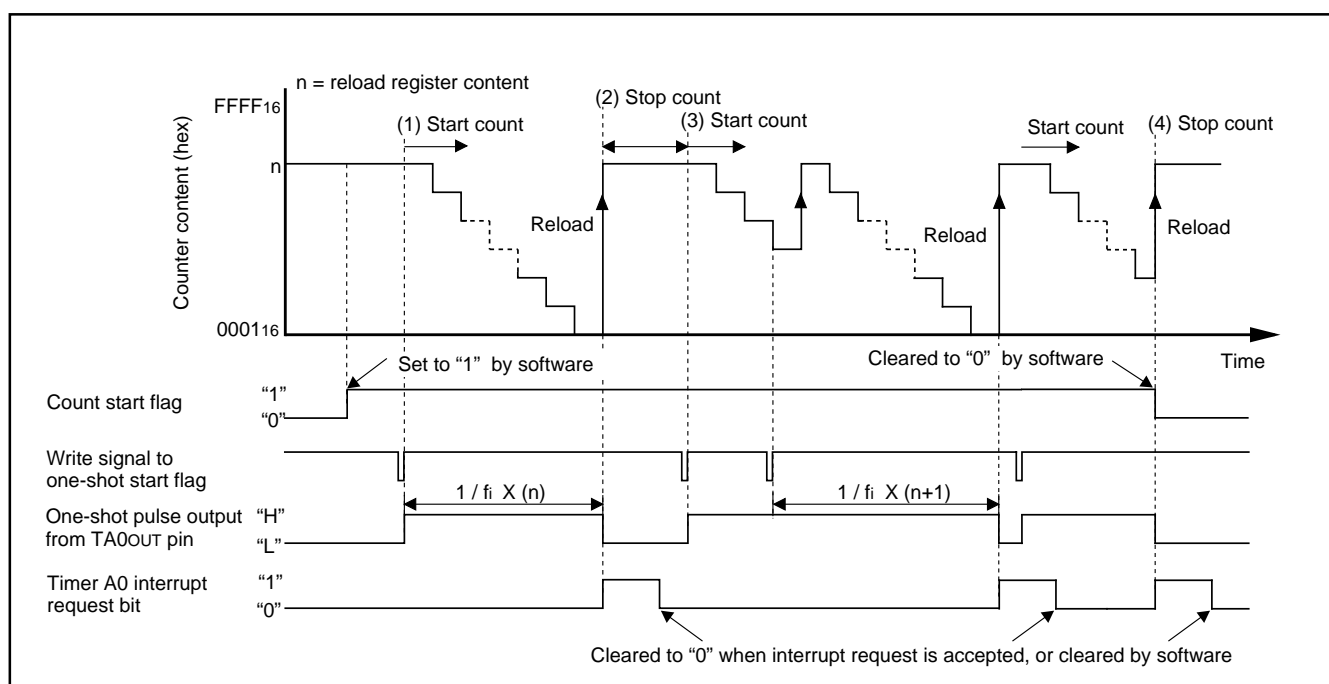 n = reload register content
FFFF16
(2) Stop count
(1) Start count
(3) Start count
Start count
(4) Stop count
Counter content (hex)
n
Reload
Reload
Reload
000116
Time
Set to “1” by software
Cleared to “0” by software
Count start flag
“1”
“0”
Write signal to
one-shot start flag
1 / fi X (n)
1 / fi X (n+1)
One-shot pulse output
from TA0OUT pin
“H”
“L”
Timer A0 interrupt
request bit
“1”
“0”
Cleared to “0” when interrupt request is accepted, or cleared by software